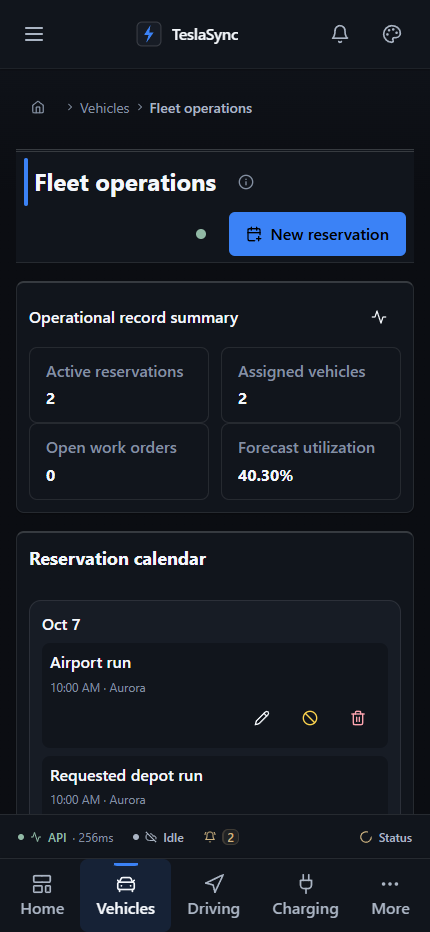 TeslaSync
Vehicles Fleet operations
Fleet operations
New reservation
Operational record summary
Active reservations
2
Assigned vehicles
2
Open work orders
0
Forecast utilization
40.30%
Reservation calendar
Oct 7
Airport run
10:00 AM · Aurora
Requested depot run
10:00 AM · Aurora
API · 256ms Idle 2 Status
Home Vehicles Driving Charging More